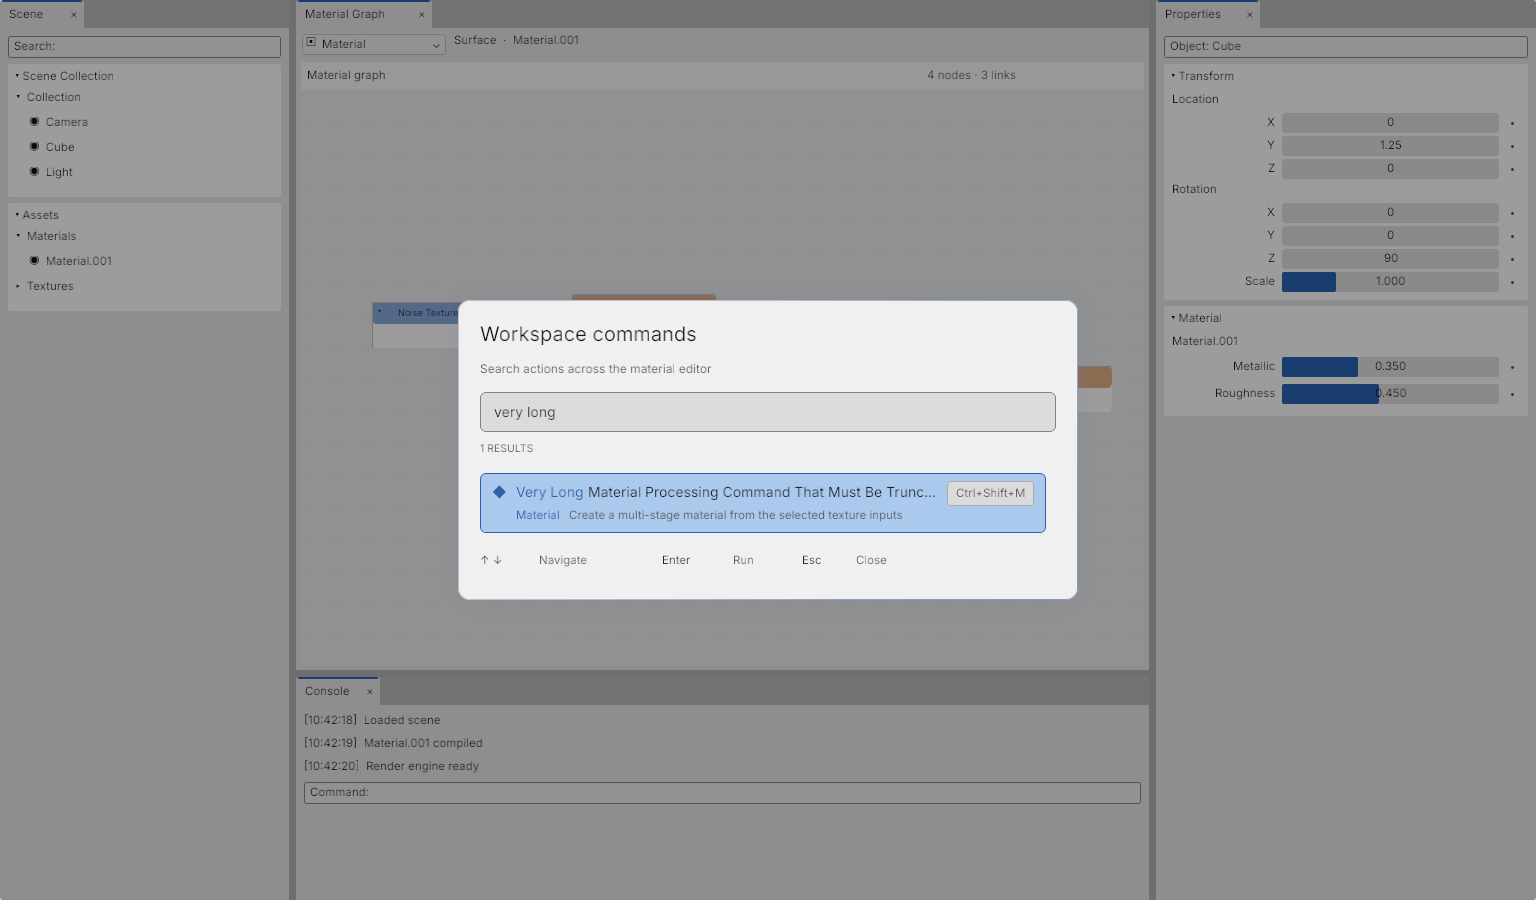 Scene ×
Search:
Scene Collection
Collection
Camera
Cube
Light
Assets
Materials
Material.001
Textures
Material Graph ×
Material
Surface · Material.001
Material graph
4 nodes · 3 links
Noise Texture
Workspace commands
Search actions across the material editor
very long
1 RESULTS
Very Long Material Processing Command That Must Be Trunc...
Ctrl+Shift+M
Material Create a multi-stage material from the selected texture inputs
↑ ↓ Navigate Enter Run Esc Close
Console ×
[10:42:18] Loaded scene
[10:42:19] Material.001 compiled
[10:42:20] Render engine ready
Command:
Properties ×
Object: Cube
Transform
Location
X 0
Y 1.25
Z 0
Rotation
X 0
Y 0
Z 90
Scale 1.000
Material
Material.001
Metallic 0.350
Roughness 0.450